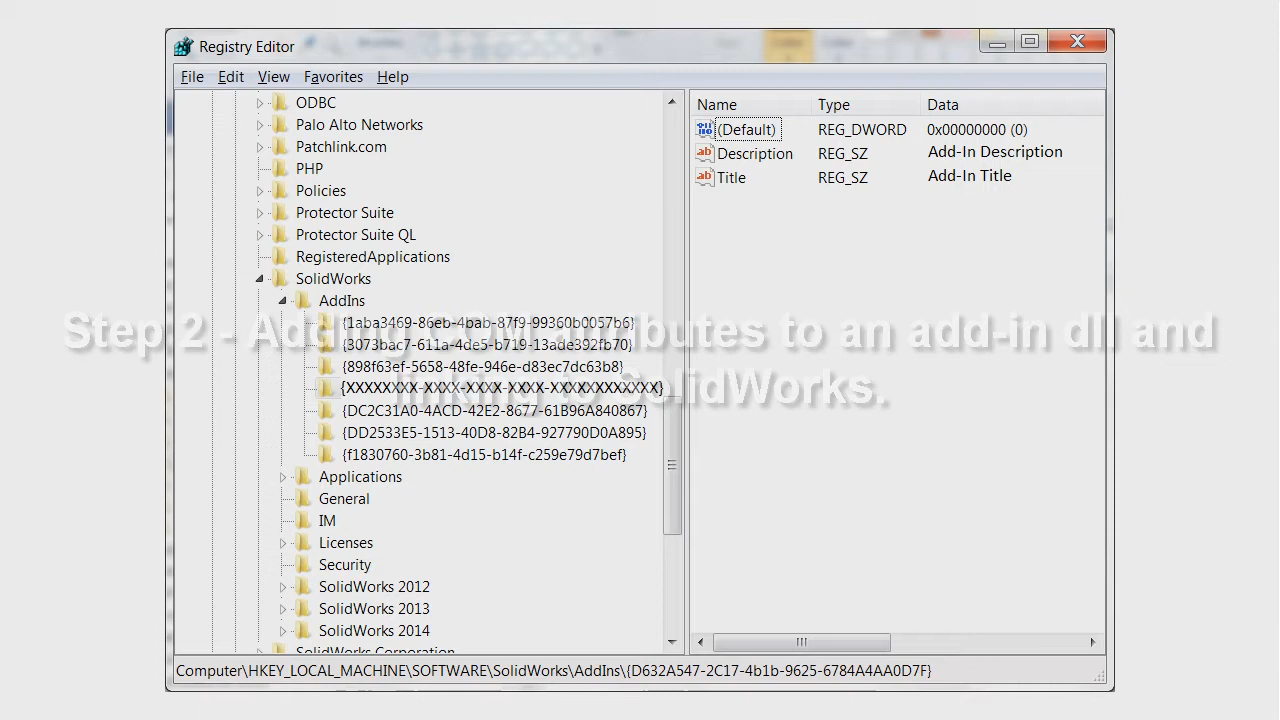 Registry Editor
File Edit View Favorites Help
ODBC
Palo Alto Networks
Patchlink.com
PHP
Policies
Protector Suite
Protector Suite QL
RegisteredApplications
SolidWorks
AddIns
{1aba3469-86eb-4bab-87f9-99360b0057b6}
{3073bac7-611a-4de5-b719-13ade392fb70}
{898f63ef-5658-48fe-946e-d83ec7dc63b8}
{XXXXXXXX-XXXX-XXXX-XXXX-XXXXXXXXXXXX}
{DC2C31A0-4ACD-42E2-8677-61B96A840867}
{DD2533E5-1513-40D8-82B4-927790D0A895}
{f1830760-3b81-4d15-b14f-c259e79d7bef}
Applications
General
IM
Licenses
Security
SolidWorks 2012
SolidWorks 2013
SolidWorks 2014
SolidWorks Corporation
Name Type Data
(Default) REG_DWORD 0x00000000 (0)
Description REG_SZ Add-In Description
Title REG_SZ Add-In Title
Step 2 - Adding COM attributes to an add-in dll and
linking to SolidWorks.
Computer\HKEY_LOCAL_MACHINE\SOFTWARE\SolidWorks\AddIns\{D632A547-2C17-4b1b-9625-6784A4AA0D7F}